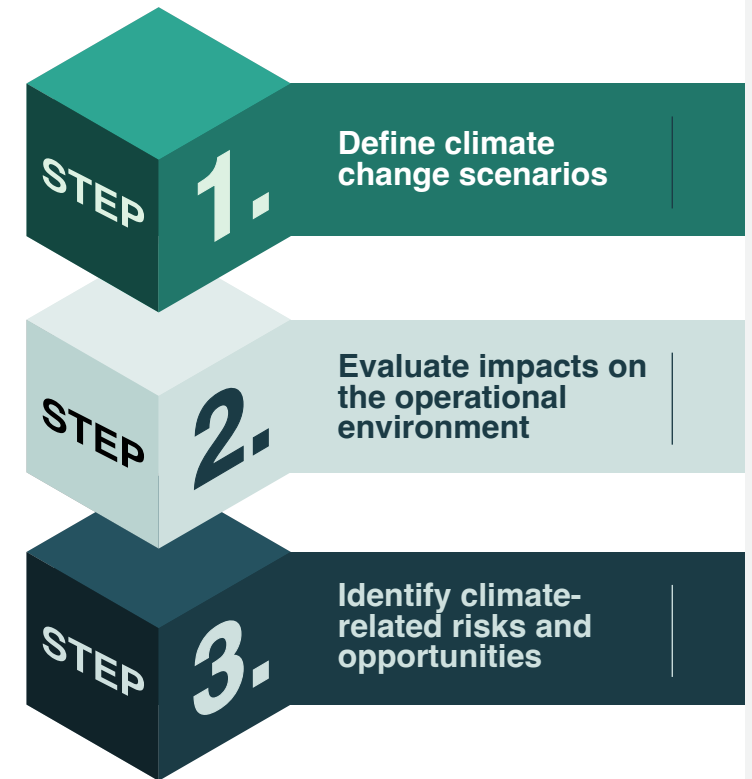 STEP 1.
Define climate
change scenarios
STEP 2.
Evaluate impacts on
the operational
environment
STEP 3.
Identify climate-
related risks and
opportunities